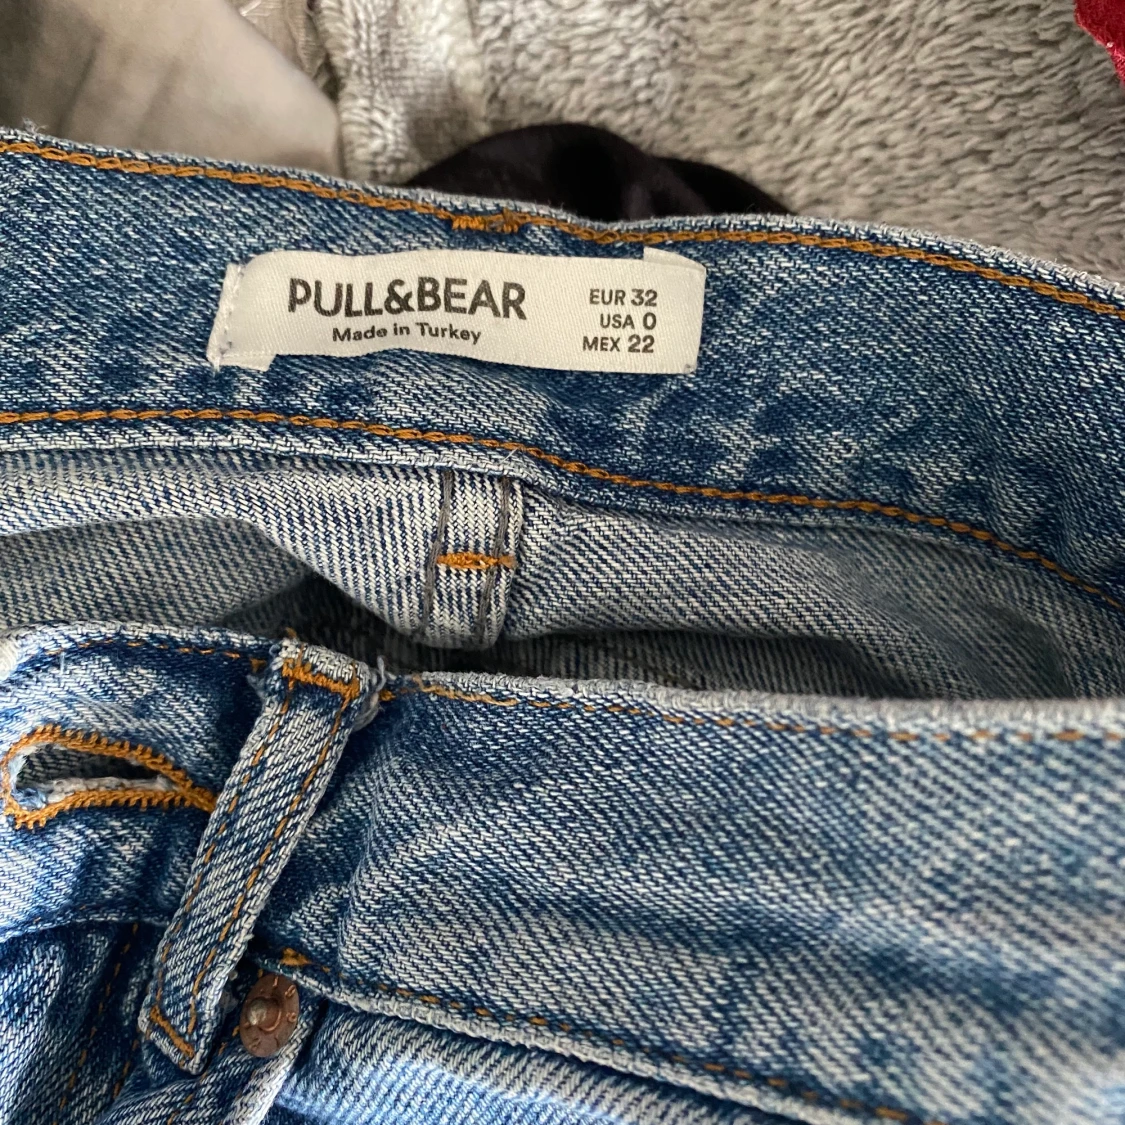 PULL&BEAR
Made in Turkey
EUR 32
USA 0
MEX 22